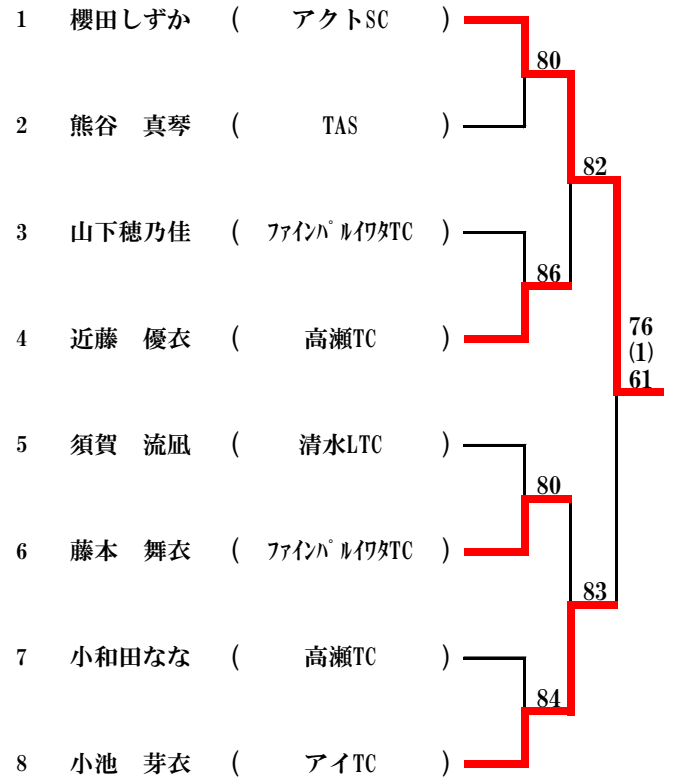 1 櫻田しずか ( アクトSC )
80
2 熊谷 真琴 ( TAS )
82
3 山下穂乃佳 ( ファインパルイワタTC )
86
4 近藤 優衣 ( 高瀬TC )
76
(1)
61
5 須賀 流凪 ( 清水LTC )
80
6 藤本 舞衣 ( ファインパルイワタTC )
83
7 小和田なな ( 高瀬TC )
84
8 小池 芽衣 ( アイTC )